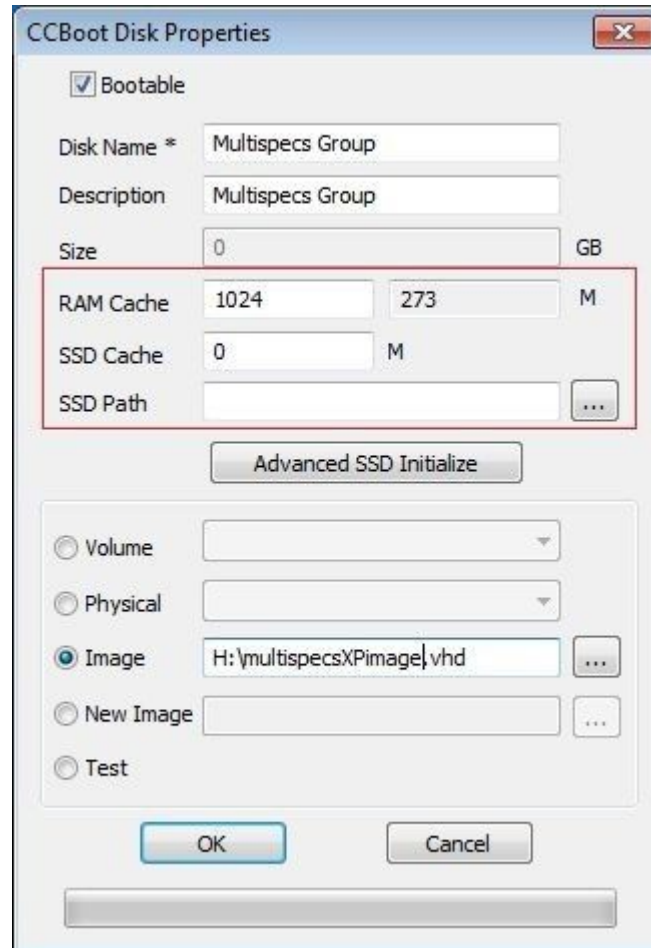 CCBoot Disk Properties
Bootable
Disk Name * Multispecs Group
Description Multispecs Group
Size 0 GB
RAM Cache 1024 273 M
SSD Cache 0 M
SSD Path ...
Advanced SSD Initialize
Volume
Physical
Image H:\multispecsXPimage.vhd ...
New Image ...
Test
OK Cancel